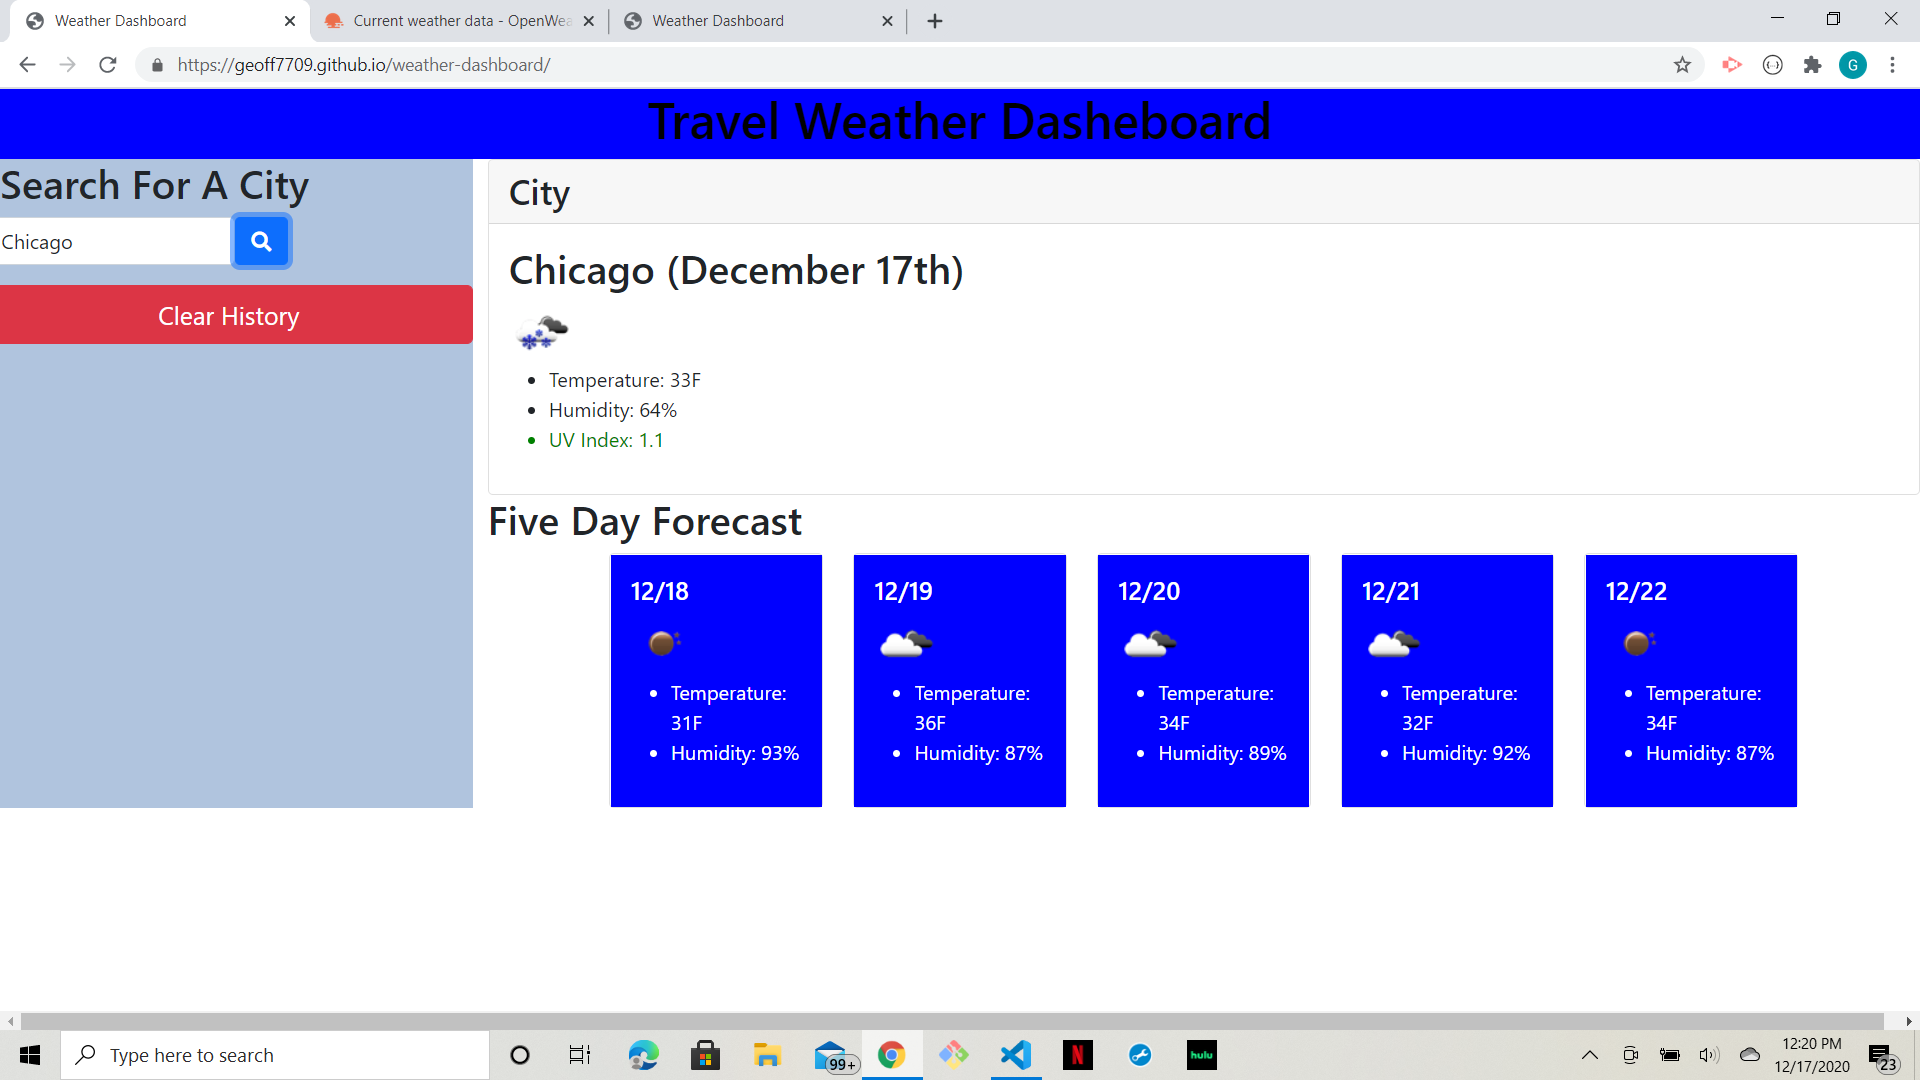 Weather Dashboard
Current weather data - OpenWea
Weather Dashboard
https://geoff7709.github.io/weather-dashboard/
G
Travel Weather Dasheboard
Search For A City
Chicago
Clear History
City
Chicago (December 17th)
Temperature: 33F
Humidity: 64%
UV Index: 1.1
Five Day Forecast
12/18
Temperature:
31F
Humidity: 93%
12/19
Temperature:
36F
Humidity: 87%
12/20
Temperature:
34F
Humidity: 89%
12/21
Temperature:
32F
Humidity: 92%
12/22
Temperature:
34F
Humidity: 87%
Type here to search
99+
N
hulu
12:20 PM
12/17/2020
23